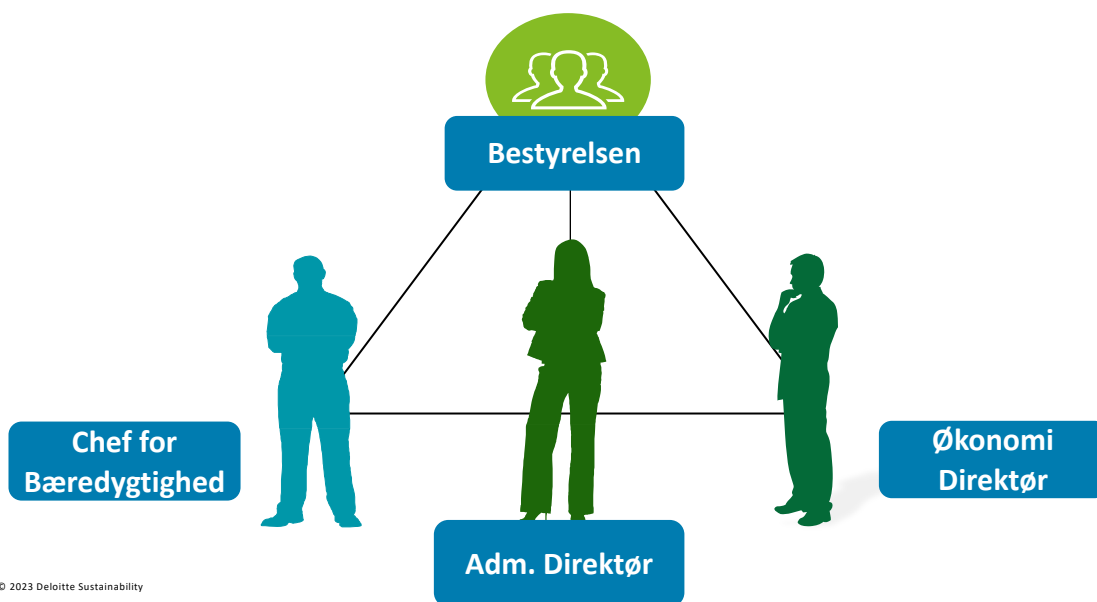 Bestyrelsen
Chef for
Bæredygtighed
Økonomi
Direktør
Adm. Direktør
© 2023 Deloitte Sustainability